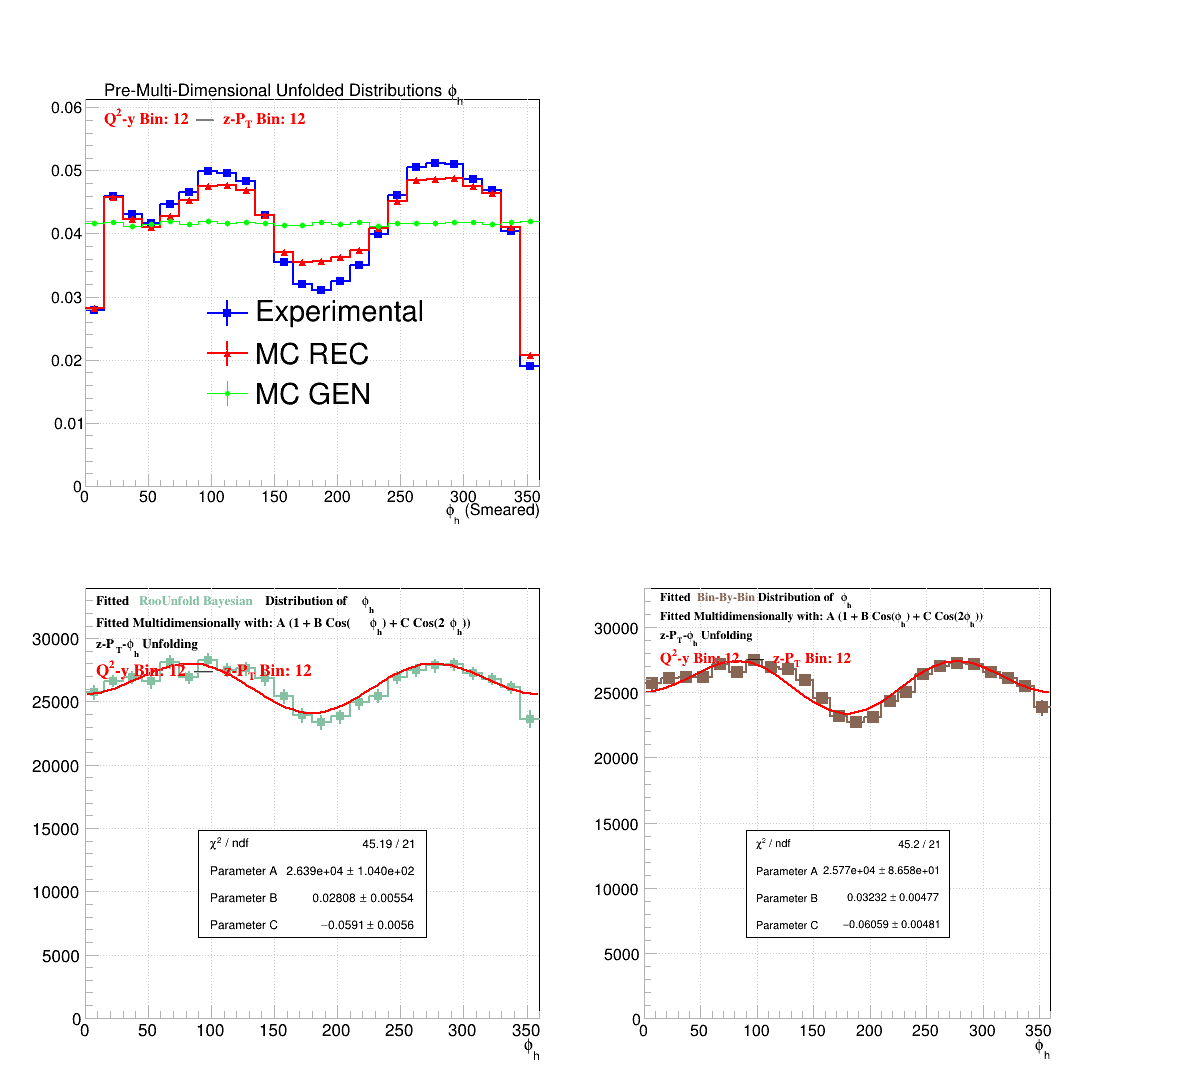 Pre-Multi-Dimensional Unfolded Distributions ϕh
Q2-y Bin: 12 — z-PT Bin: 12
0.06
0.05
0.04
0.03
0.02
0.01
0
Experimental
MC REC
MC GEN
0 50 100 150 200 250 300 350
ϕh (Smeared)
Fitted RooUnfold Bayesian Distribution of ϕh
Fitted Multidimensionally with: A (1 + B Cos(ϕh) + C Cos(2 ϕh))
z-PT-ϕh Unfolding
Q2-y Bin: 12 — z-PT Bin: 12
30000
25000
20000
15000
10000
5000
0
χ2 / ndf 45.19 / 21
Parameter A 2.639e+04 ± 1.040e+02
Parameter B 0.02808 ± 0.00554
Parameter C −0.0591 ± 0.0056
0 50 100 150 200 250 300 350
ϕh
Fitted Bin-By-Bin Distribution of ϕh
Fitted Multidimensionally with: A (1 + B Cos(ϕh) + C Cos(2ϕh))
z-PT-ϕh Unfolding
Q2-y Bin: 12 — z-PT Bin: 12
30000
25000
20000
15000
10000
5000
0
χ2 / ndf 45.2 / 21
Parameter A 2.577e+04 ± 8.658e+01
Parameter B 0.03232 ± 0.00477
Parameter C −0.06059 ± 0.00481
0 50 100 150 200 250 300 350
ϕh